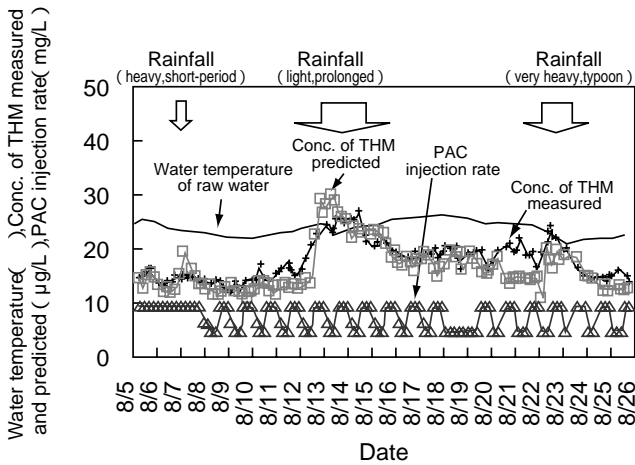 Water temperature(   ),Conc. of THM measured
and predicted ( μg/L ),PAC injection rate( mg/L )
Rainfall
( heavy,short-period )
Rainfall
( light,prolonged )
Rainfall
( very heavy,typoon )
50
40
30
20
10
0
Water temperature
of raw water
Conc. of THM
predicted
PAC
injection rate
Conc. of THM
measured
8/5
8/6
8/7
8/8
8/9
8/10
8/11
8/12
8/13
8/14
8/15
8/16
8/17
8/18
8/19
8/20
8/21
8/22
8/23
8/24
8/25
8/26
Date